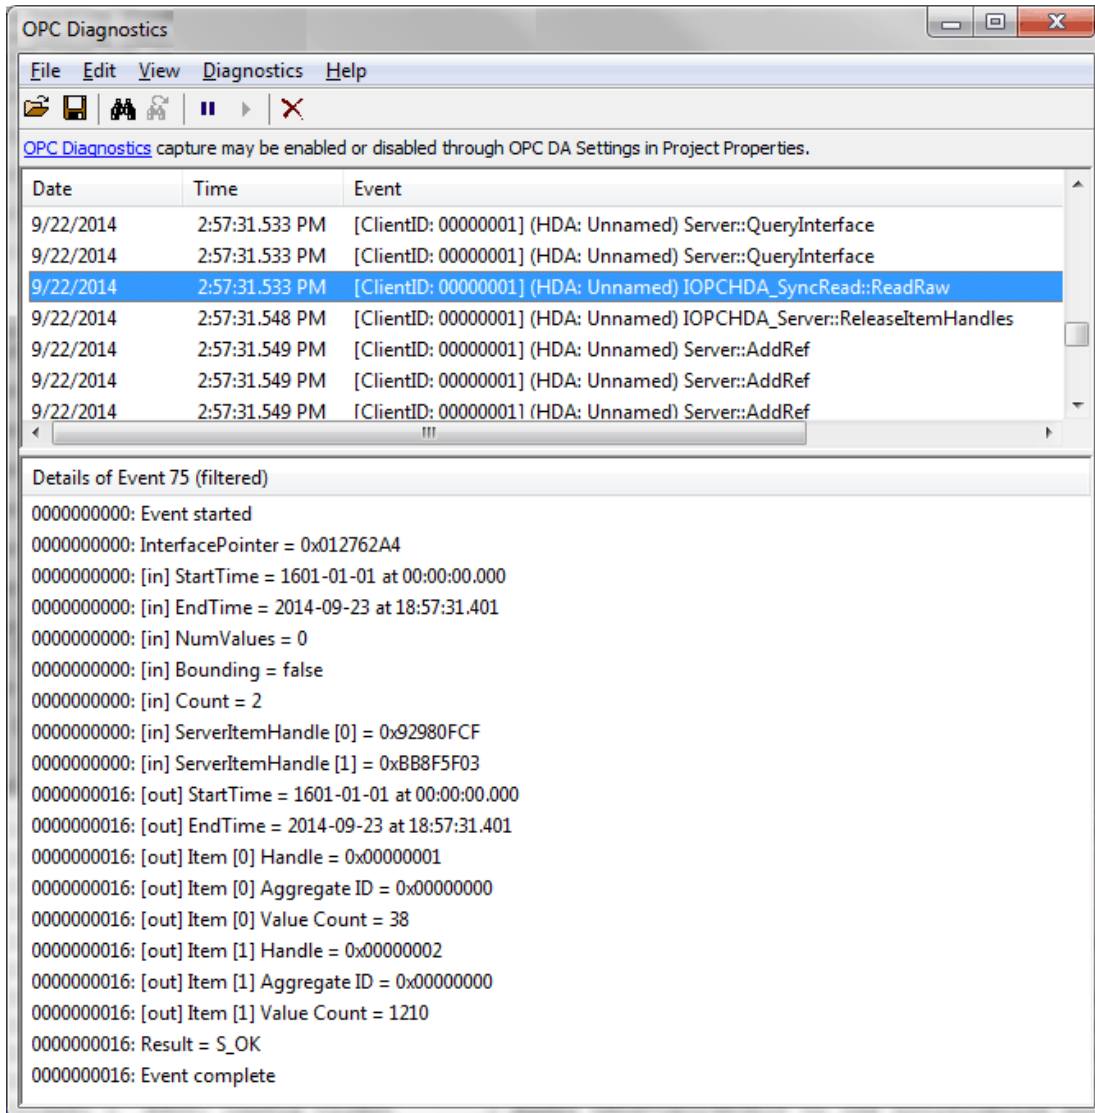 OPC Diagnostics
File Edit View Diagnostics Help
OPC Diagnostics capture may be enabled or disabled through OPC DA Settings in Project Properties.
Date Time Event
9/22/2014 2:57:31.533 PM [ClientID: 00000001] (HDA: Unnamed) Server::QueryInterface
9/22/2014 2:57:31.533 PM [ClientID: 00000001] (HDA: Unnamed) Server::QueryInterface
9/22/2014 2:57:31.533 PM [ClientID: 00000001] (HDA: Unnamed) IOPCHDA_SyncRead::ReadRaw
9/22/2014 2:57:31.548 PM [ClientID: 00000001] (HDA: Unnamed) IOPCHDA_Server::ReleaseItemHandles
9/22/2014 2:57:31.549 PM [ClientID: 00000001] (HDA: Unnamed) Server::AddRef
9/22/2014 2:57:31.549 PM [ClientID: 00000001] (HDA: Unnamed) Server::AddRef
9/22/2014 2:57:31.549 PM [ClientID: 00000001] (HDA: Unnamed) Server::AddRef
Details of Event 75 (filtered)
0000000000: Event started
0000000000: InterfacePointer = 0x012762A4
0000000000: [in] StartTime = 1601-01-01 at 00:00:00.000
0000000000: [in] EndTime = 2014-09-23 at 18:57:31.401
0000000000: [in] NumValues = 0
0000000000: [in] Bounding = false
0000000000: [in] Count = 2
0000000000: [in] ServerItemHandle [0] = 0x92980FCF
0000000000: [in] ServerItemHandle [1] = 0xBB8F5F03
0000000016: [out] StartTime = 1601-01-01 at 00:00:00.000
0000000016: [out] EndTime = 2014-09-23 at 18:57:31.401
0000000016: [out] Item [0] Handle = 0x00000001
0000000016: [out] Item [0] Aggregate ID = 0x00000000
0000000016: [out] Item [0] Value Count = 38
0000000016: [out] Item [1] Handle = 0x00000002
0000000016: [out] Item [1] Aggregate ID = 0x00000000
0000000016: [out] Item [1] Value Count = 1210
0000000016: Result = S_OK
0000000016: Event complete